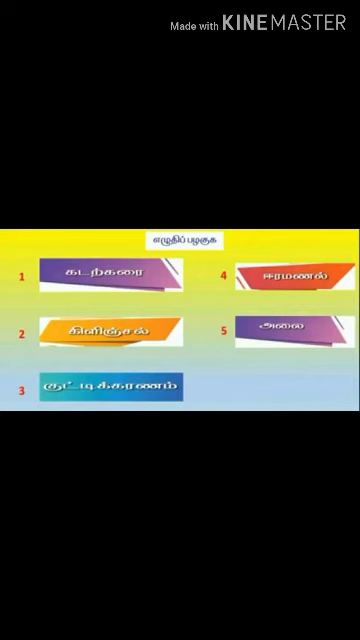 Made with KINEMASTER
எழுதிப் பழகுக
1 கடற்கரை
2 கிளிஞ்சல்
3 குட்டிக்கரணம்
4 ஈரமணல்
5 அலை